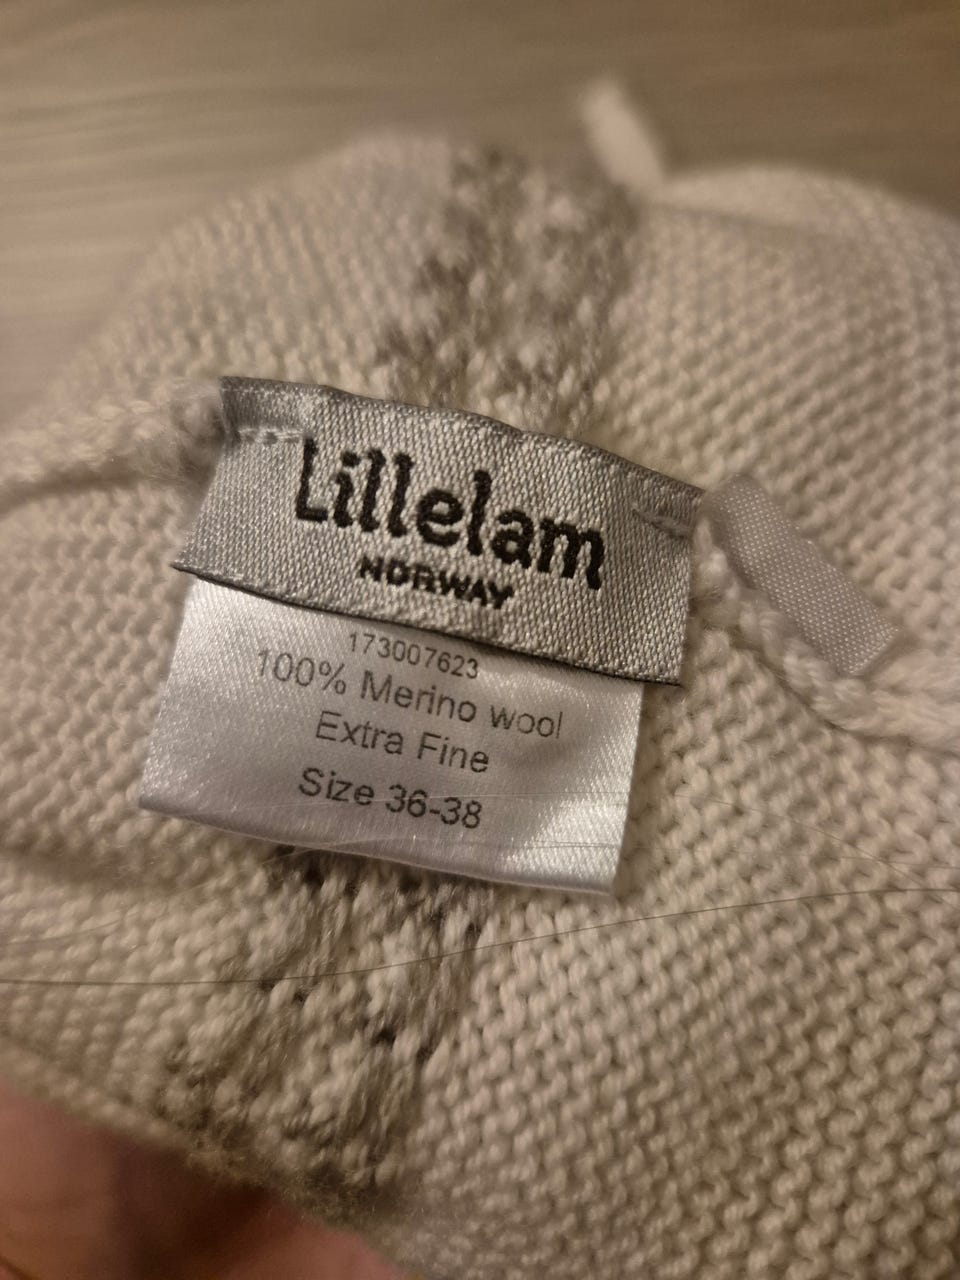 Lillelam
NORWAY
173007623
100% Merino wool
Extra Fine
Size 36-38